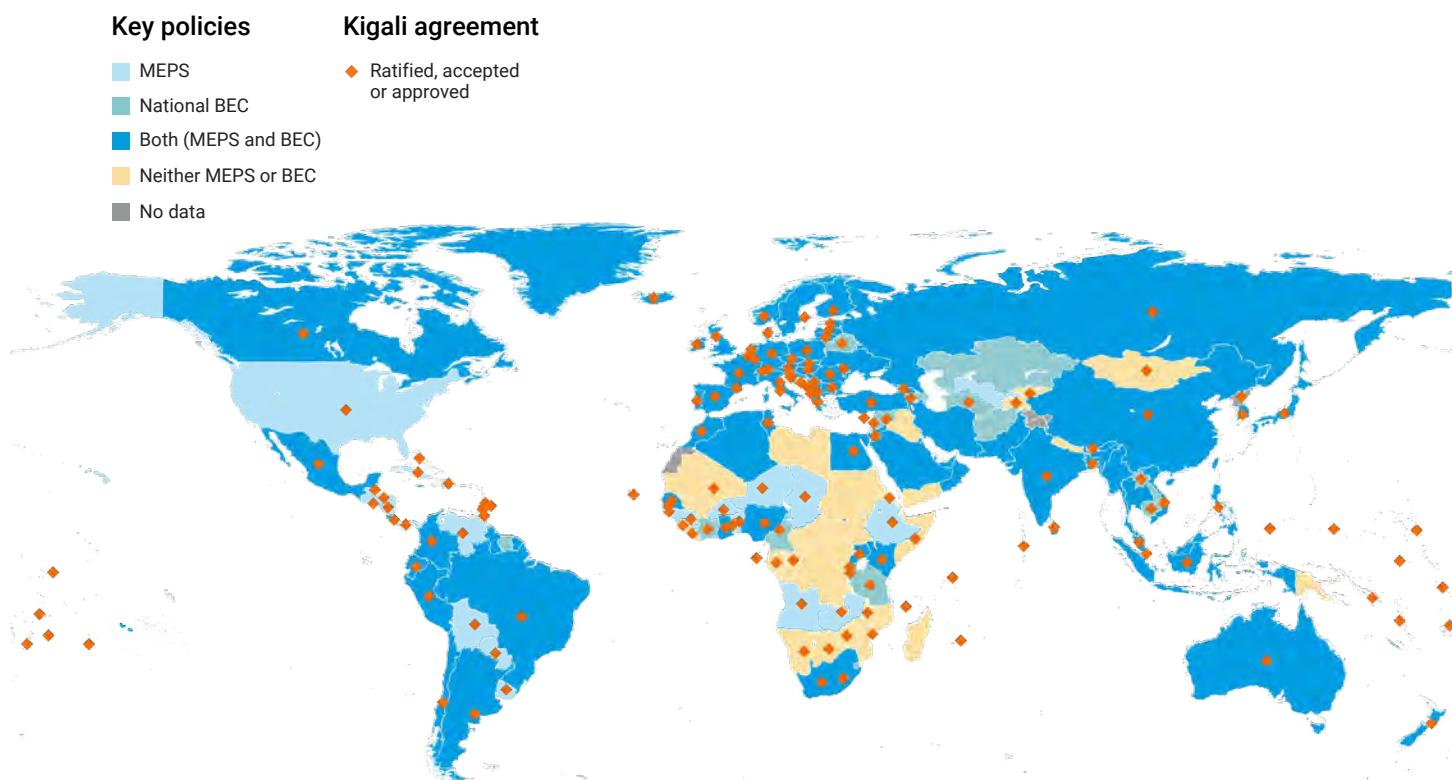 Key policies
MEPS
National BEC
Both (MEPS and BEC)
Neither MEPS or BEC
No data
Kigali agreement
Ratified, accepted
or approved